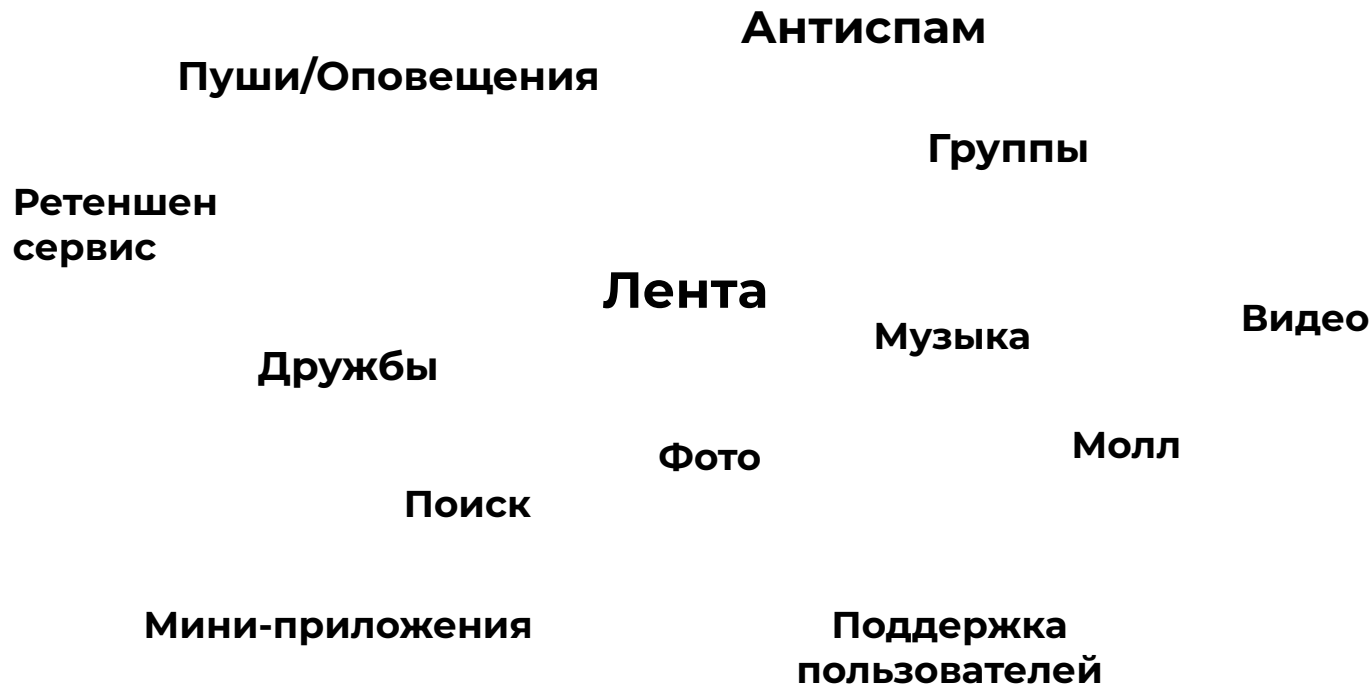 Антиспам
Пуши/Оповещения
Группы
Ретеншен
сервис
Лента
Видео
Музыка
Дружбы
Молл
Фото
Поиск
Мини-приложения
Поддержка
пользователей